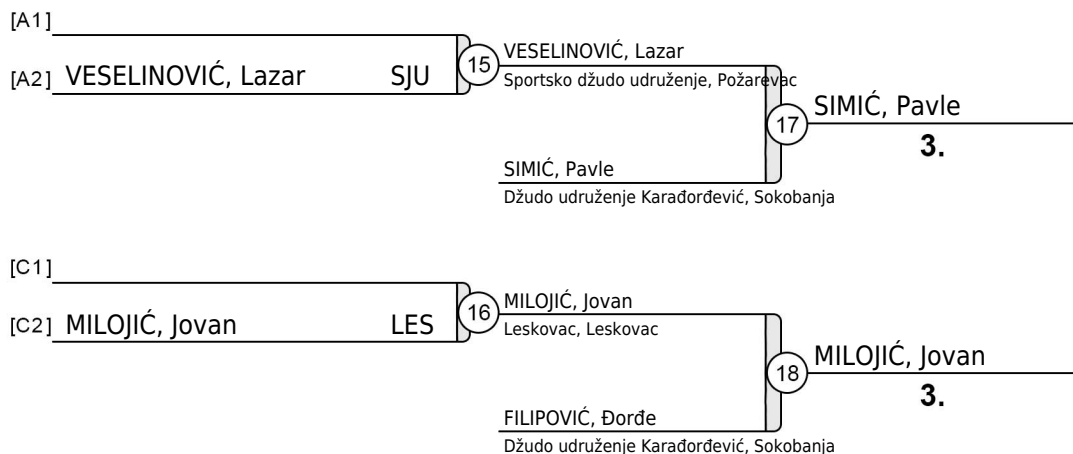 [A1]
[A2] VESELINOVIĆ, Lazar SJU
15
VESELINOVIĆ, Lazar
Sportsko džudo udruženje, Požarevac
17
SIMIĆ, Pavle
3.
SIMIĆ, Pavle
Džudo udruženje Karađorđević, Sokobanja
[C1]
[C2] MILOJIĆ, Jovan LES
16
MILOJIĆ, Jovan
Leskovac, Leskovac
18
MILOJIĆ, Jovan
3.
FILIPOVIĆ, Đorđe
Džudo udruženje Karađorđević, Sokobanja